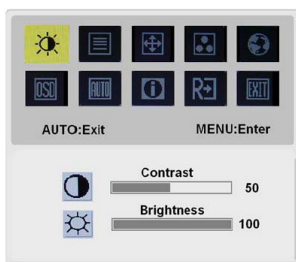 OSD AUTO i R EXIT
AUTO:Exit MENU:Enter
Contrast
50
Brightness
100